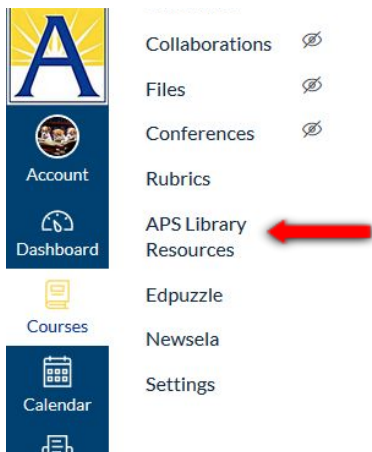 A
Account
Dashboard
Courses
Calendar
Collaborations
Files
Conferences
Rubrics
APS Library
Resources
Edpuzzle
Newsela
Settings